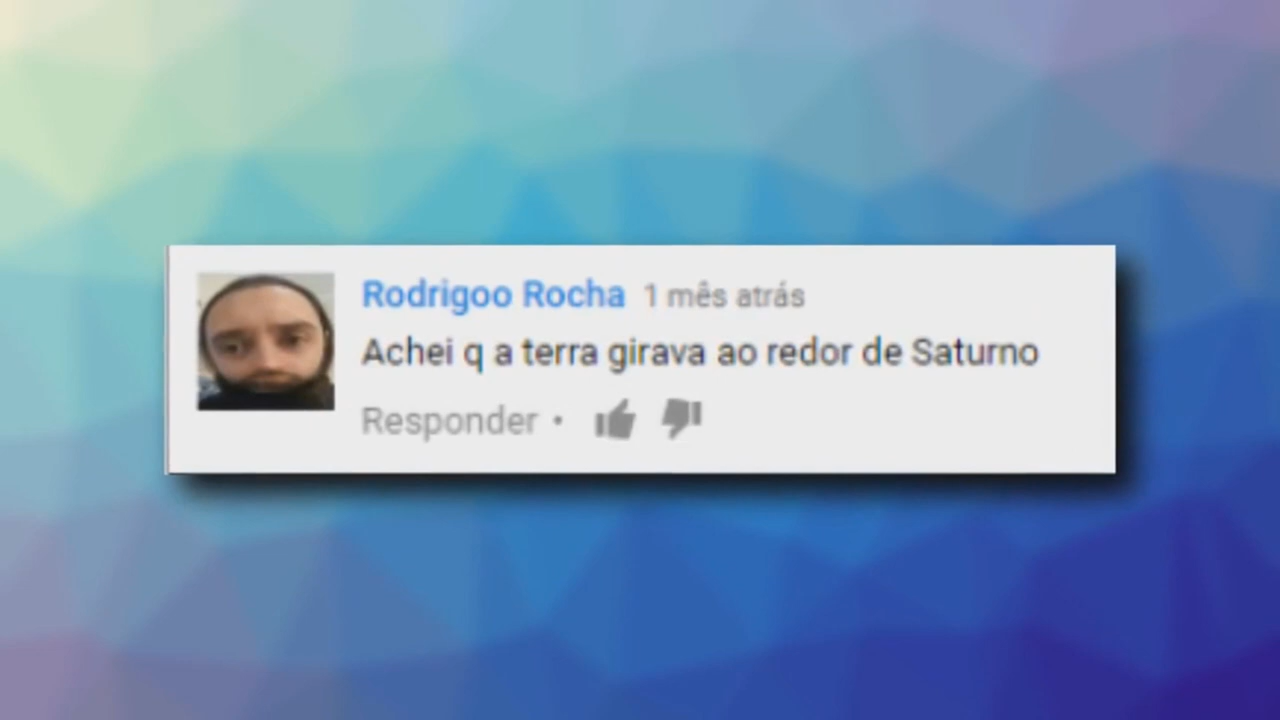 Rodrigoo Rocha 1 mês atrás
Achei q a terra girava ao redor de Saturno
Responder •